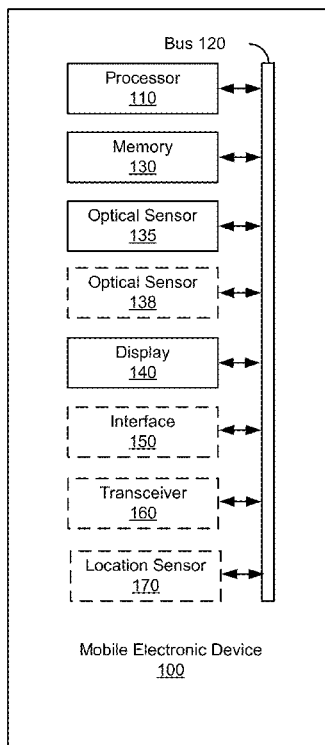 Bus 120
Processor
110
Memory
130
Optical Sensor
135
Optical Sensor
138
Display
140
Interface
150
Transceiver
160
Location Sensor
170
Mobile Electronic Device
100